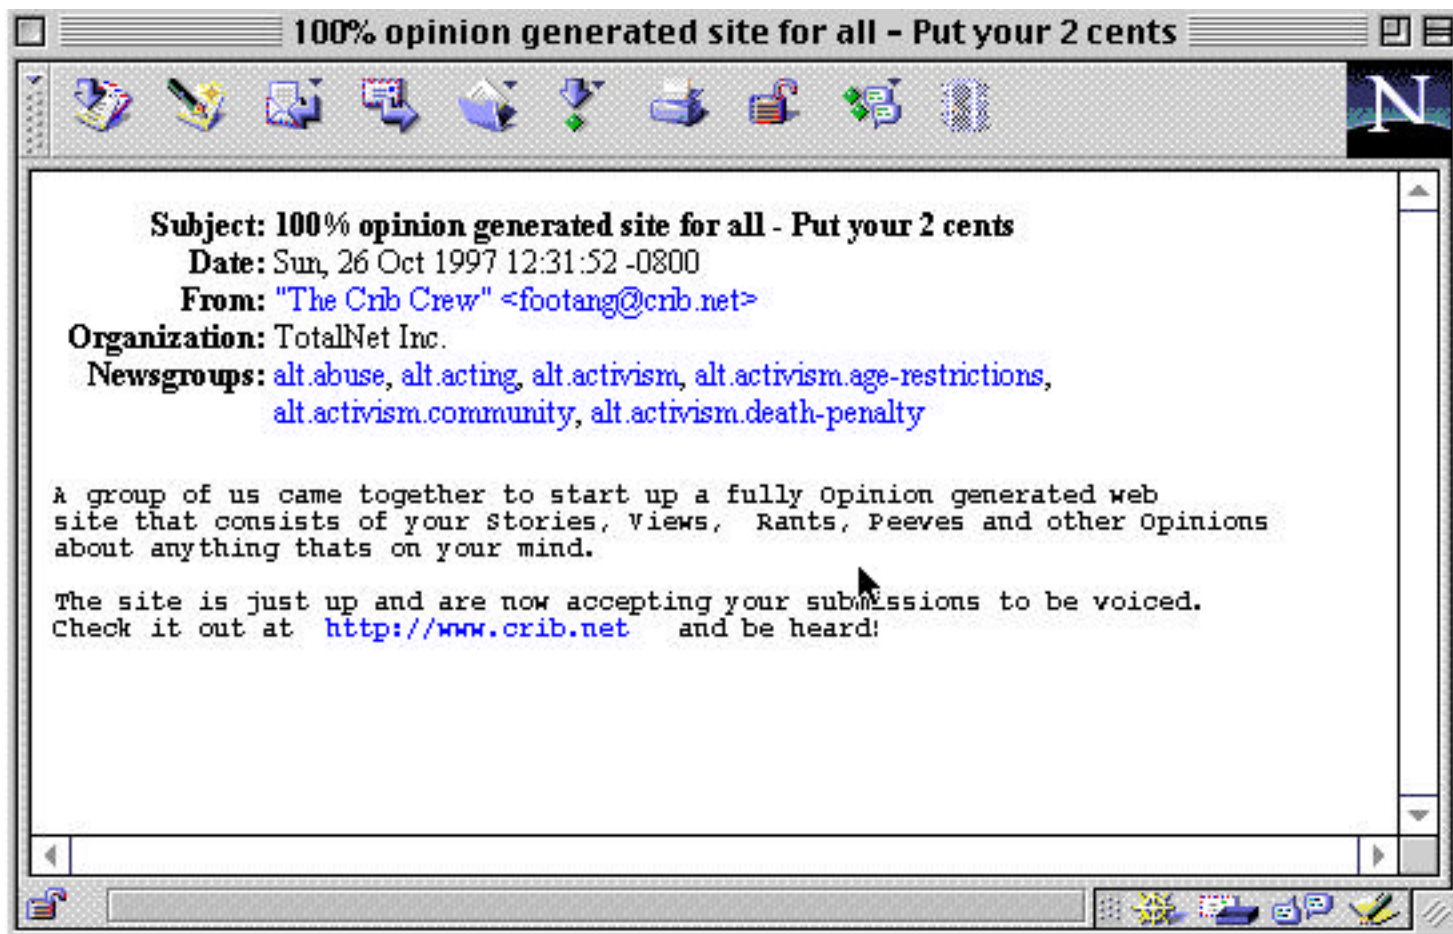 100% opinion generated site for all - Put your 2 cents
N
Subject: 100% opinion generated site for all - Put your 2 cents
Date: Sun, 26 Oct 1997 12:31:52 -0800
From: "The Crib Crew" <footang@crib.net>
Organization: TotalNet Inc.
Newsgroups: alt.abuse, alt.acting, alt.activism, alt.activism.age-restrictions,
alt.activism.community, alt.activism.death-penalty
A group of us came together to start up a fully Opinion generated web
site that consists of your Stories, Views,  Rants, Peeves and other Opinions
about anything thats on your mind.
The site is just up and are now accepting your submissions to be voiced.
Check it out at  http://www.crib.net   and be heard!